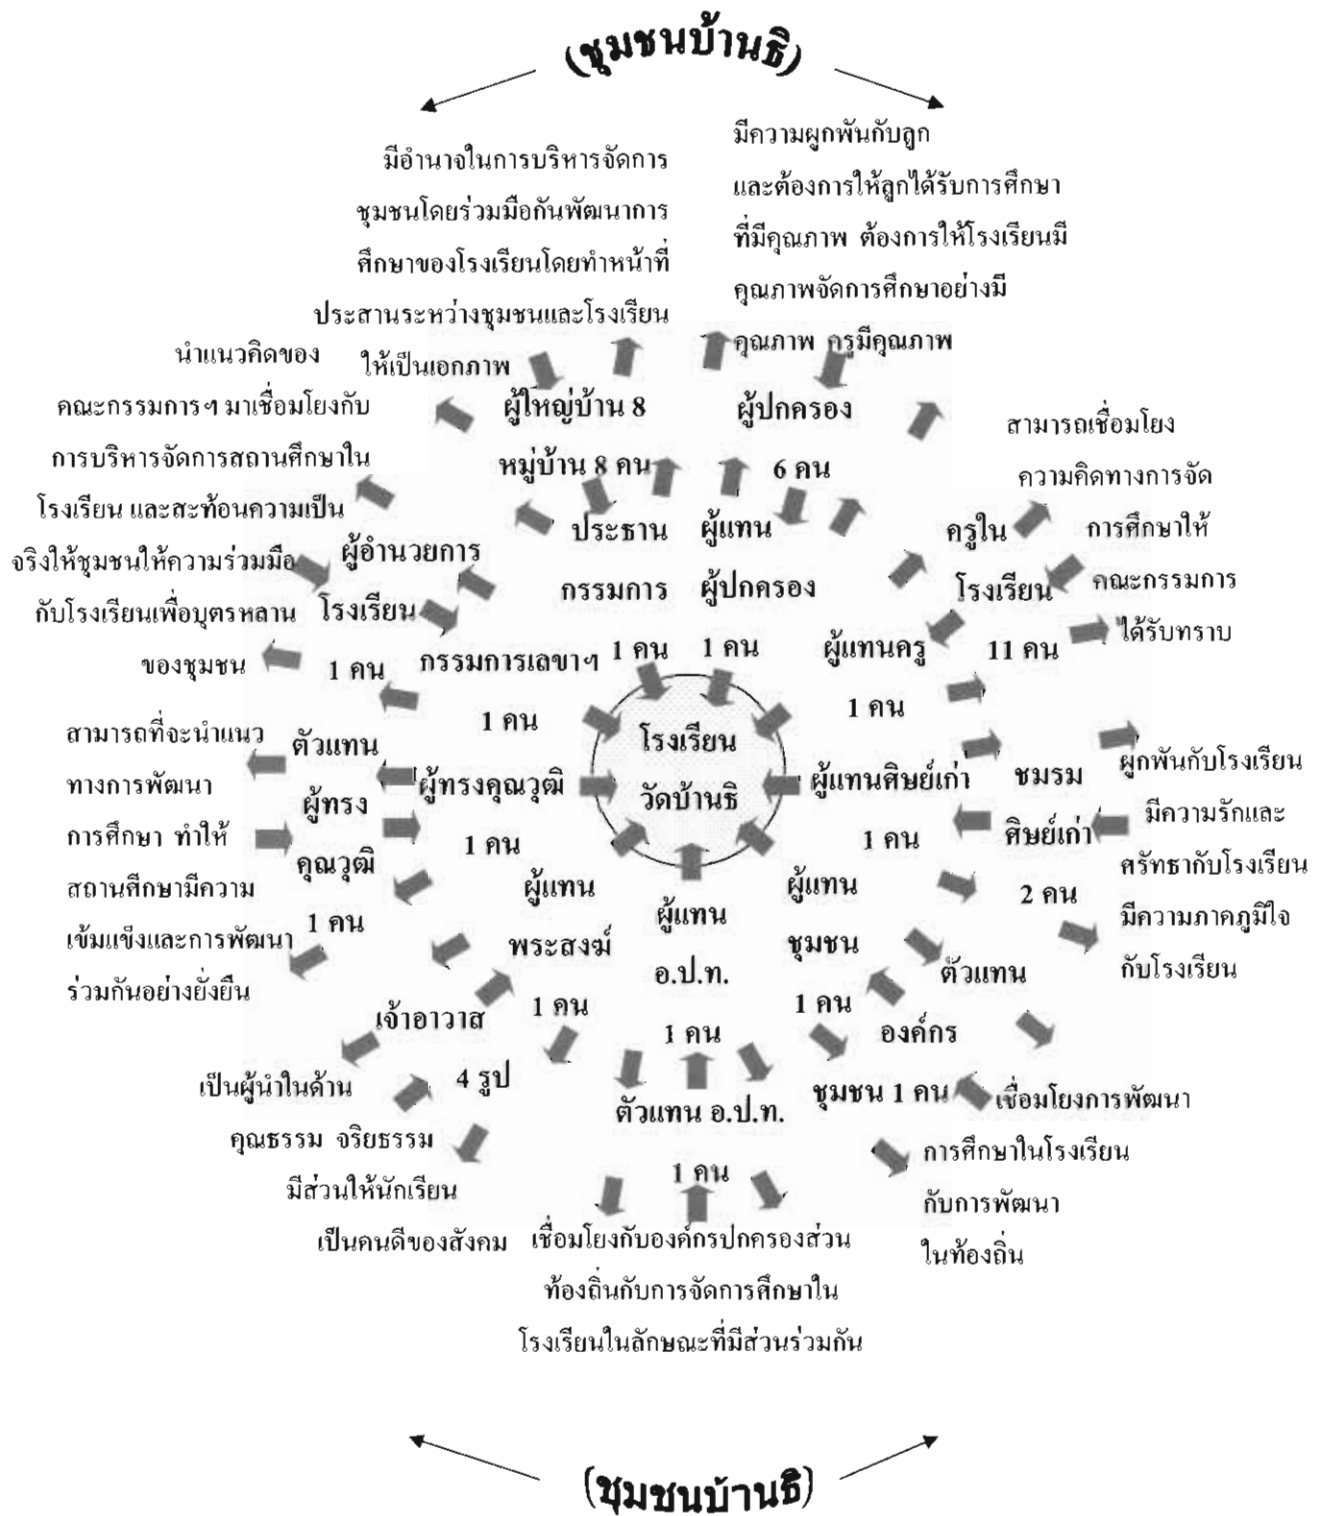 (ชุมชนบ้านธิ)
มีอำนาจในการบริหารจัดการ
ชุมชนโดยร่วมมือกันพัฒนาการ
ศึกษาของโรงเรียนโดยทำหน้าที่
ประสานระหว่างชุมชนและโรงเรียน
ให้เป็นเอกภาพ
มีความผูกพันกับลูก
และต้องการให้ลูกได้รับการศึกษา
ที่มีคุณภาพ ต้องการให้โรงเรียนมี
คุณภาพจัดการศึกษาอย่างมี
คุณภาพ ครูมีคุณภาพ
นำแนวคิดของ
คณะกรรมการฯ มาเชื่อมโยงกับ
การบริหารจัดการสถานศึกษาใน
โรงเรียน และสะท้อนความเป็น
จริงให้ชุมชนให้ความร่วมมือ
กับโรงเรียนเพื่อบุตรหลาน
ของชุมชน
ผู้ใหญ่บ้าน 8
หมู่บ้าน 8 คน
ผู้ปกครอง
6 คน
สามารถเชื่อมโยง
ความคิดทางการจัด
การศึกษาให้
คณะกรรมการ
ได้รับทราบ
ผู้อำนวยการ
โรงเรียน
1 คน
ประธาน
กรรมการ
1 คน
ผู้แทน
ผู้ปกครอง
1 คน
ครูใน
โรงเรียน
11 คน
กรรมการเลขาฯ
1 คน
ผู้แทนครู
1 คน
โรงเรียน
วัดบ้านธิ
สามารถที่จะนำแนว
ทางการพัฒนา
การศึกษา ทำให้
สถานศึกษามีความ
เข้มแข็งและการพัฒนา
ร่วมกันอย่างยั่งยืน
ตัวแทน
ผู้ทรง
คุณวุฒิ
1 คน
ผู้ทรงคุณวุฒิ
1 คน
ผู้แทนศิษย์เก่า
1 คน
ชมรม
ศิษย์เก่า
2 คน
ผูกพันกับโรงเรียน
มีความรักและ
ศรัทธากับโรงเรียน
มีความภาคภูมิใจ
กับโรงเรียน
ผู้แทน
พระสงฆ์
1 คน
ผู้แทน
อ.ป.ท.
1 คน
ผู้แทน
ชุมชน
1 คน
ตัวแทน
องค์กร
ชุมชน 1 คน
เจ้าอาวาส
4 รูป
ตัวแทน อ.ป.ท.
1 คน
เป็นผู้นำในด้าน
คุณธรรม จริยธรรม
มีส่วนให้นักเรียน
เป็นคนดีของสังคม
เชื่อมโยงกับองค์กรปกครองส่วน
ท้องถิ่นกับการจัดการศึกษาใน
โรงเรียนในลักษณะที่มีส่วนร่วมกัน
เชื่อมโยงการพัฒนา
การศึกษาในโรงเรียน
กับการพัฒนา
ในท้องถิ่น
(ชุมชนบ้านธิ)